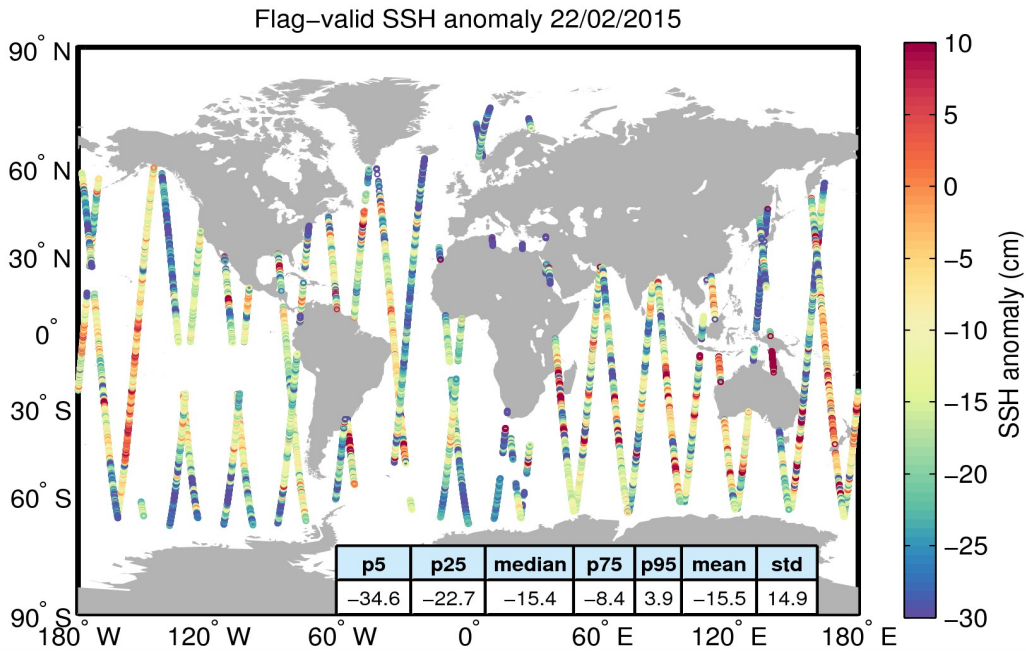 Flag−valid SSH anomaly 22/02/2015
90° N
60° N
30° N
0°
30° S
60° S
90° S
180° W
120° W
60° W
0°
60° E
120° E
180° E
p5 p25 median p75 p95 mean std
−34.6 −22.7 −15.4 −8.4 3.9 −15.5 14.9
10
5
0
−5
−10
−15
−20
−25
−30
SSH anomaly (cm)